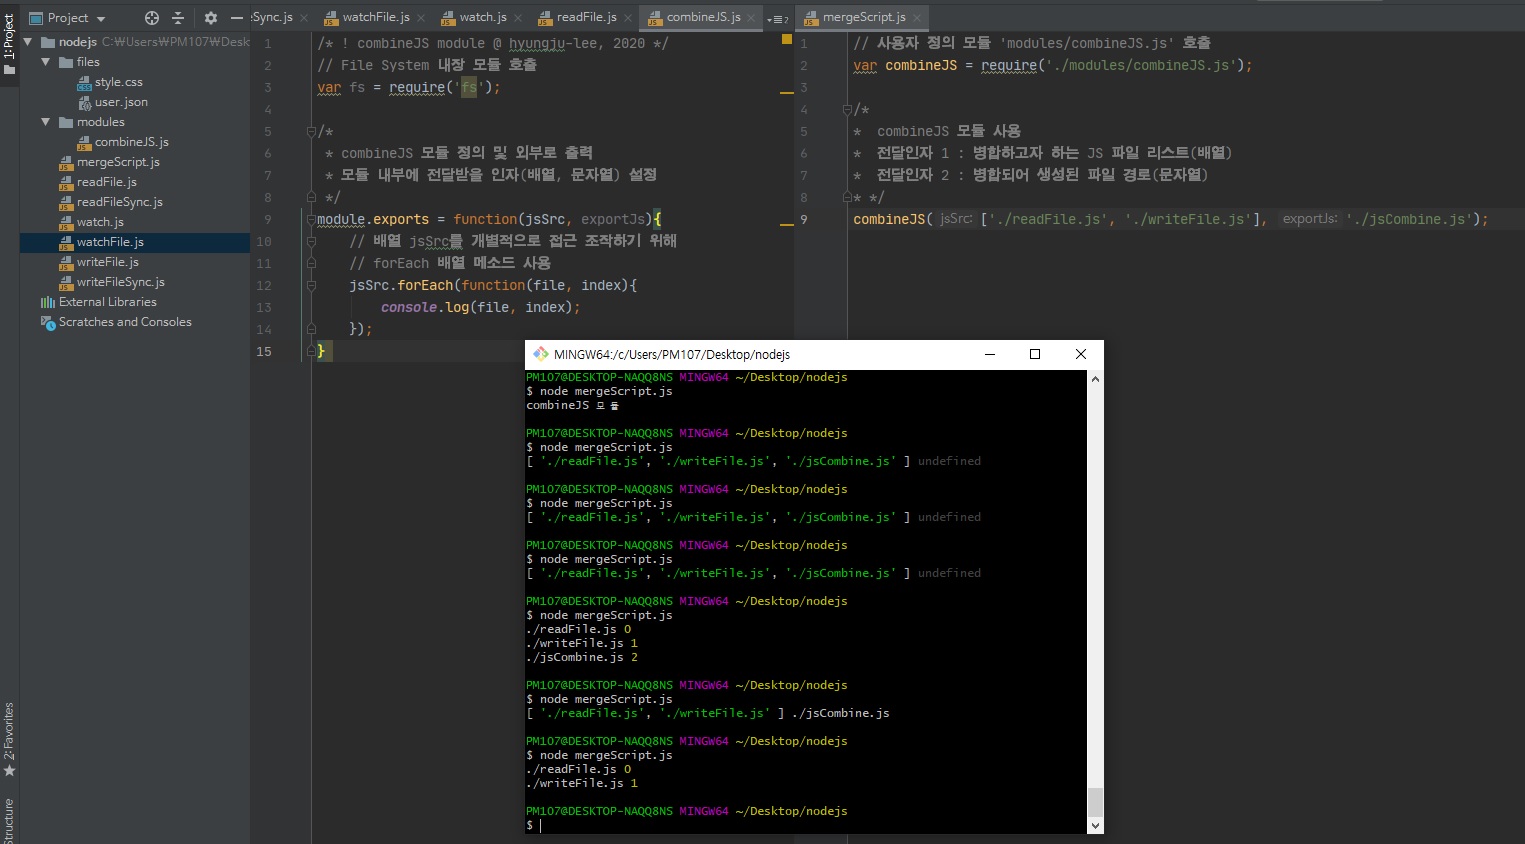 1: Project
2: Favorites
Structure
Project
nodejs C:₩Users₩PM107₩Desk
files
style.css
user.json
modules
combineJS.js
mergeScript.js
readFile.js
readFileSync.js
watch.js
watchFile.js
writeFile.js
writeFileSync.js
External Libraries
Scratches and Consoles
eSync.js
watchFile.js
watch.js
readFile.js
combineJS.js
2
mergeScript.js
1 /* ! combineJS module @ hyungju-lee, 2020 */
2 // File System 내장 모듈 호출
3 var fs = require('fs');
4
5 /*
6 * combineJS 모듈 정의 및 외부로 출력
7 * 모듈 내부에 전달받을 인자(배열, 문자열) 설정
8 */
9 module.exports = function(jsSrc, exportJs){
10 // 배열 jsSrc를 개별적으로 접근 조작하기 위해
11 // forEach 배열 메소드 사용
12 jsSrc.forEach(function(file, index){
13 console.log(file, index);
14 });
15 }
1 // 사용자 정의 모듈 'modules/combineJS.js' 호출
2 var combineJS = require('./modules/combineJS.js');
3
4 /*
5 * combineJS 모듈 사용
6 * 전달인자 1 : 병합하고자 하는 JS 파일 리스트(배열)
7 * 전달인자 2 : 병합되어 생성된 파일 경로(문자열)
8 * */
9 combineJS( jsSrc: ['./readFile.js', './writeFile.js'], exportJs: './jsCombine.js');
MINGW64:/c/Users/PM107/Desktop/nodejs
PM107@DESKTOP-NAQQ8NS MINGW64 ~/Desktop/nodejs
$ node mergeScript.js
combineJS 모 듈
PM107@DESKTOP-NAQQ8NS MINGW64 ~/Desktop/nodejs
$ node mergeScript.js
[ './readFile.js', './writeFile.js', './jsCombine.js' ] undefined
PM107@DESKTOP-NAQQ8NS MINGW64 ~/Desktop/nodejs
$ node mergeScript.js
[ './readFile.js', './writeFile.js', './jsCombine.js' ] undefined
PM107@DESKTOP-NAQQ8NS MINGW64 ~/Desktop/nodejs
$ node mergeScript.js
[ './readFile.js', './writeFile.js', './jsCombine.js' ] undefined
PM107@DESKTOP-NAQQ8NS MINGW64 ~/Desktop/nodejs
$ node mergeScript.js
./readFile.js 0
./writeFile.js 1
./jsCombine.js 2
PM107@DESKTOP-NAQQ8NS MINGW64 ~/Desktop/nodejs
$ node mergeScript.js
[ './readFile.js', './writeFile.js' ] ./jsCombine.js
PM107@DESKTOP-NAQQ8NS MINGW64 ~/Desktop/nodejs
$ node mergeScript.js
./readFile.js 0
./writeFile.js 1
PM107@DESKTOP-NAQQ8NS MINGW64 ~/Desktop/nodejs
$